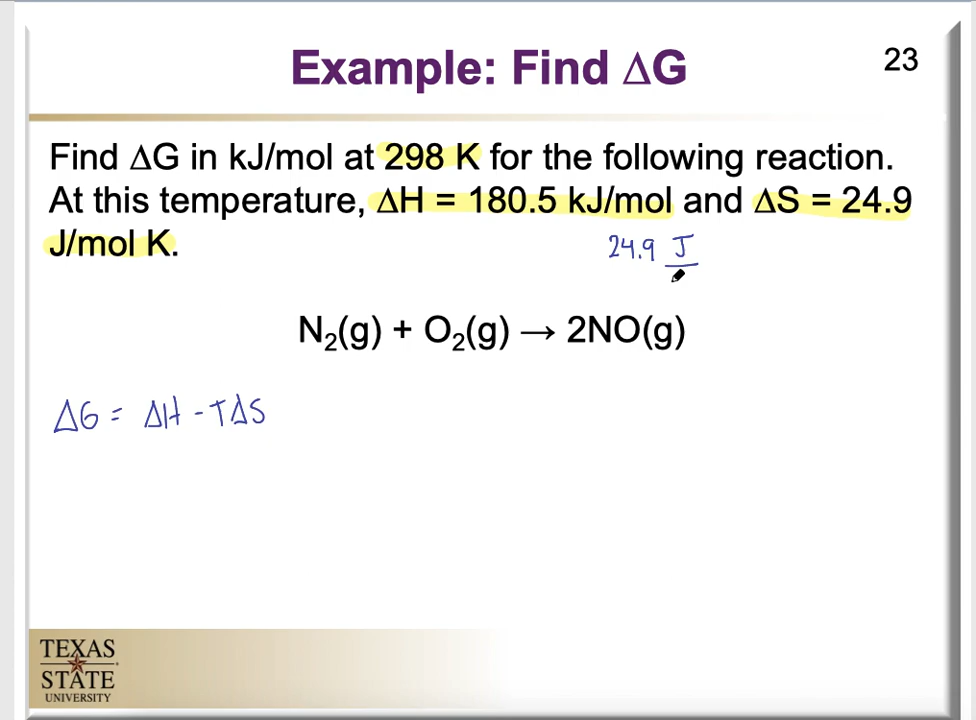 Example: Find ΔG
23
Find ΔG in kJ/mol at 298 K for the following reaction.
At this temperature, ΔH = 180.5 kJ/mol and ΔS = 24.9
J/mol K.
24.9 J
N₂(g) + O₂(g) → 2NO(g)
ΔG = ΔH - TΔS
TEXAS
STATE
UNIVERSITY